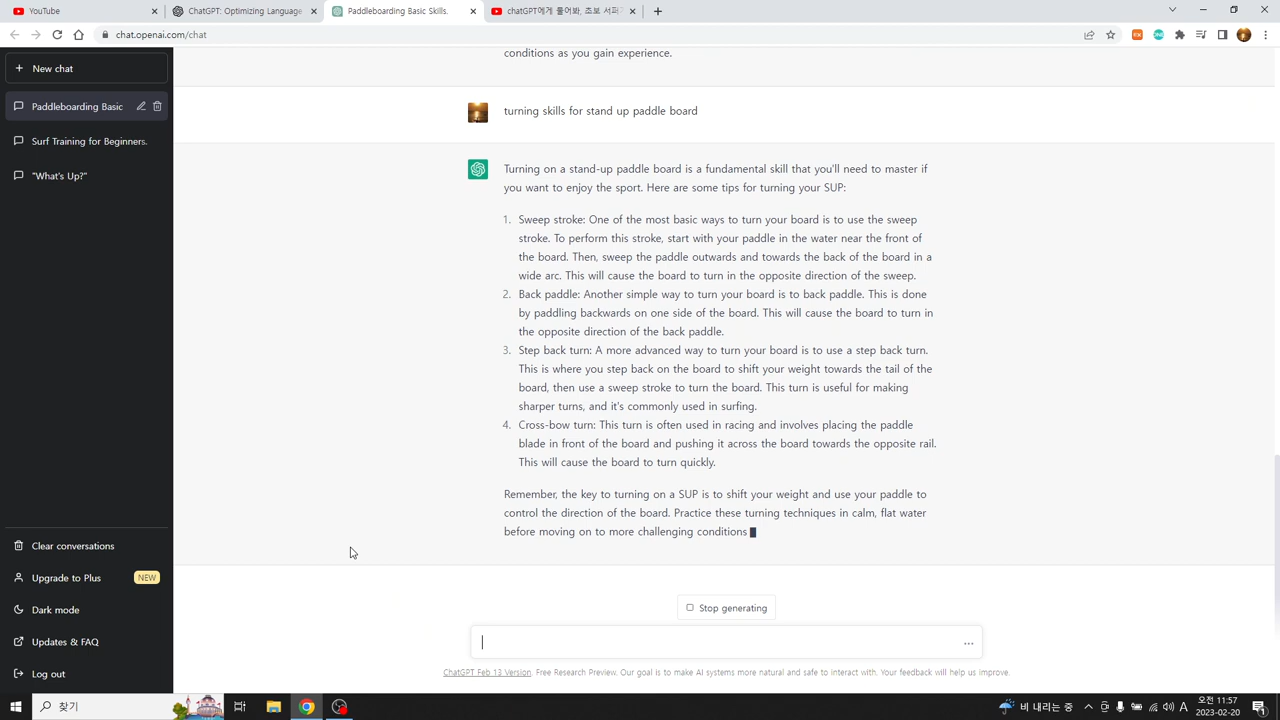 YouTube
ChatGPT: Optimizing Language
Paddleboarding Basic Skills.
chatGPT에게 물어봐, 초보 서퍼
chat.openai.com/chat
New chat
Paddleboarding Basic
Surf Training for Beginners.
"What's Up?"
Clear conversations
Upgrade to Plus NEW
Dark mode
Updates & FAQ
Log out
conditions as you gain experience.
turning skills for stand up paddle board
Turning on a stand-up paddle board is a fundamental skill that you'll need to master if
you want to enjoy the sport. Here are some tips for turning your SUP:
1. Sweep stroke: One of the most basic ways to turn your board is to use the sweep
stroke. To perform this stroke, start with your paddle in the water near the front of
the board. Then, sweep the paddle outwards and towards the back of the board in a
wide arc. This will cause the board to turn in the opposite direction of the sweep.
2. Back paddle: Another simple way to turn your board is to back paddle. This is done
by paddling backwards on one side of the board. This will cause the board to turn in
the opposite direction of the back paddle.
3. Step back turn: A more advanced way to turn your board is to use a step back turn.
This is where you step back on the board to shift your weight towards the tail of the
board, then use a sweep stroke to turn the board. This turn is useful for making
sharper turns, and it's commonly used in surfing.
4. Cross-bow turn: This turn is often used in racing and involves placing the paddle
blade in front of the board and pushing it across the board towards the opposite rail.
This will cause the board to turn quickly.
Remember, the key to turning on a SUP is to shift your weight and use your paddle to
control the direction of the board. Practice these turning techniques in calm, flat water
before moving on to more challenging conditions
Stop generating
ChatGPT Feb 13 Version. Free Research Preview. Our goal is to make AI systems more natural and safe to interact with. Your feedback will help us improve.
찾기
비 내리는 중
A
오전 11:57
2023-02-20